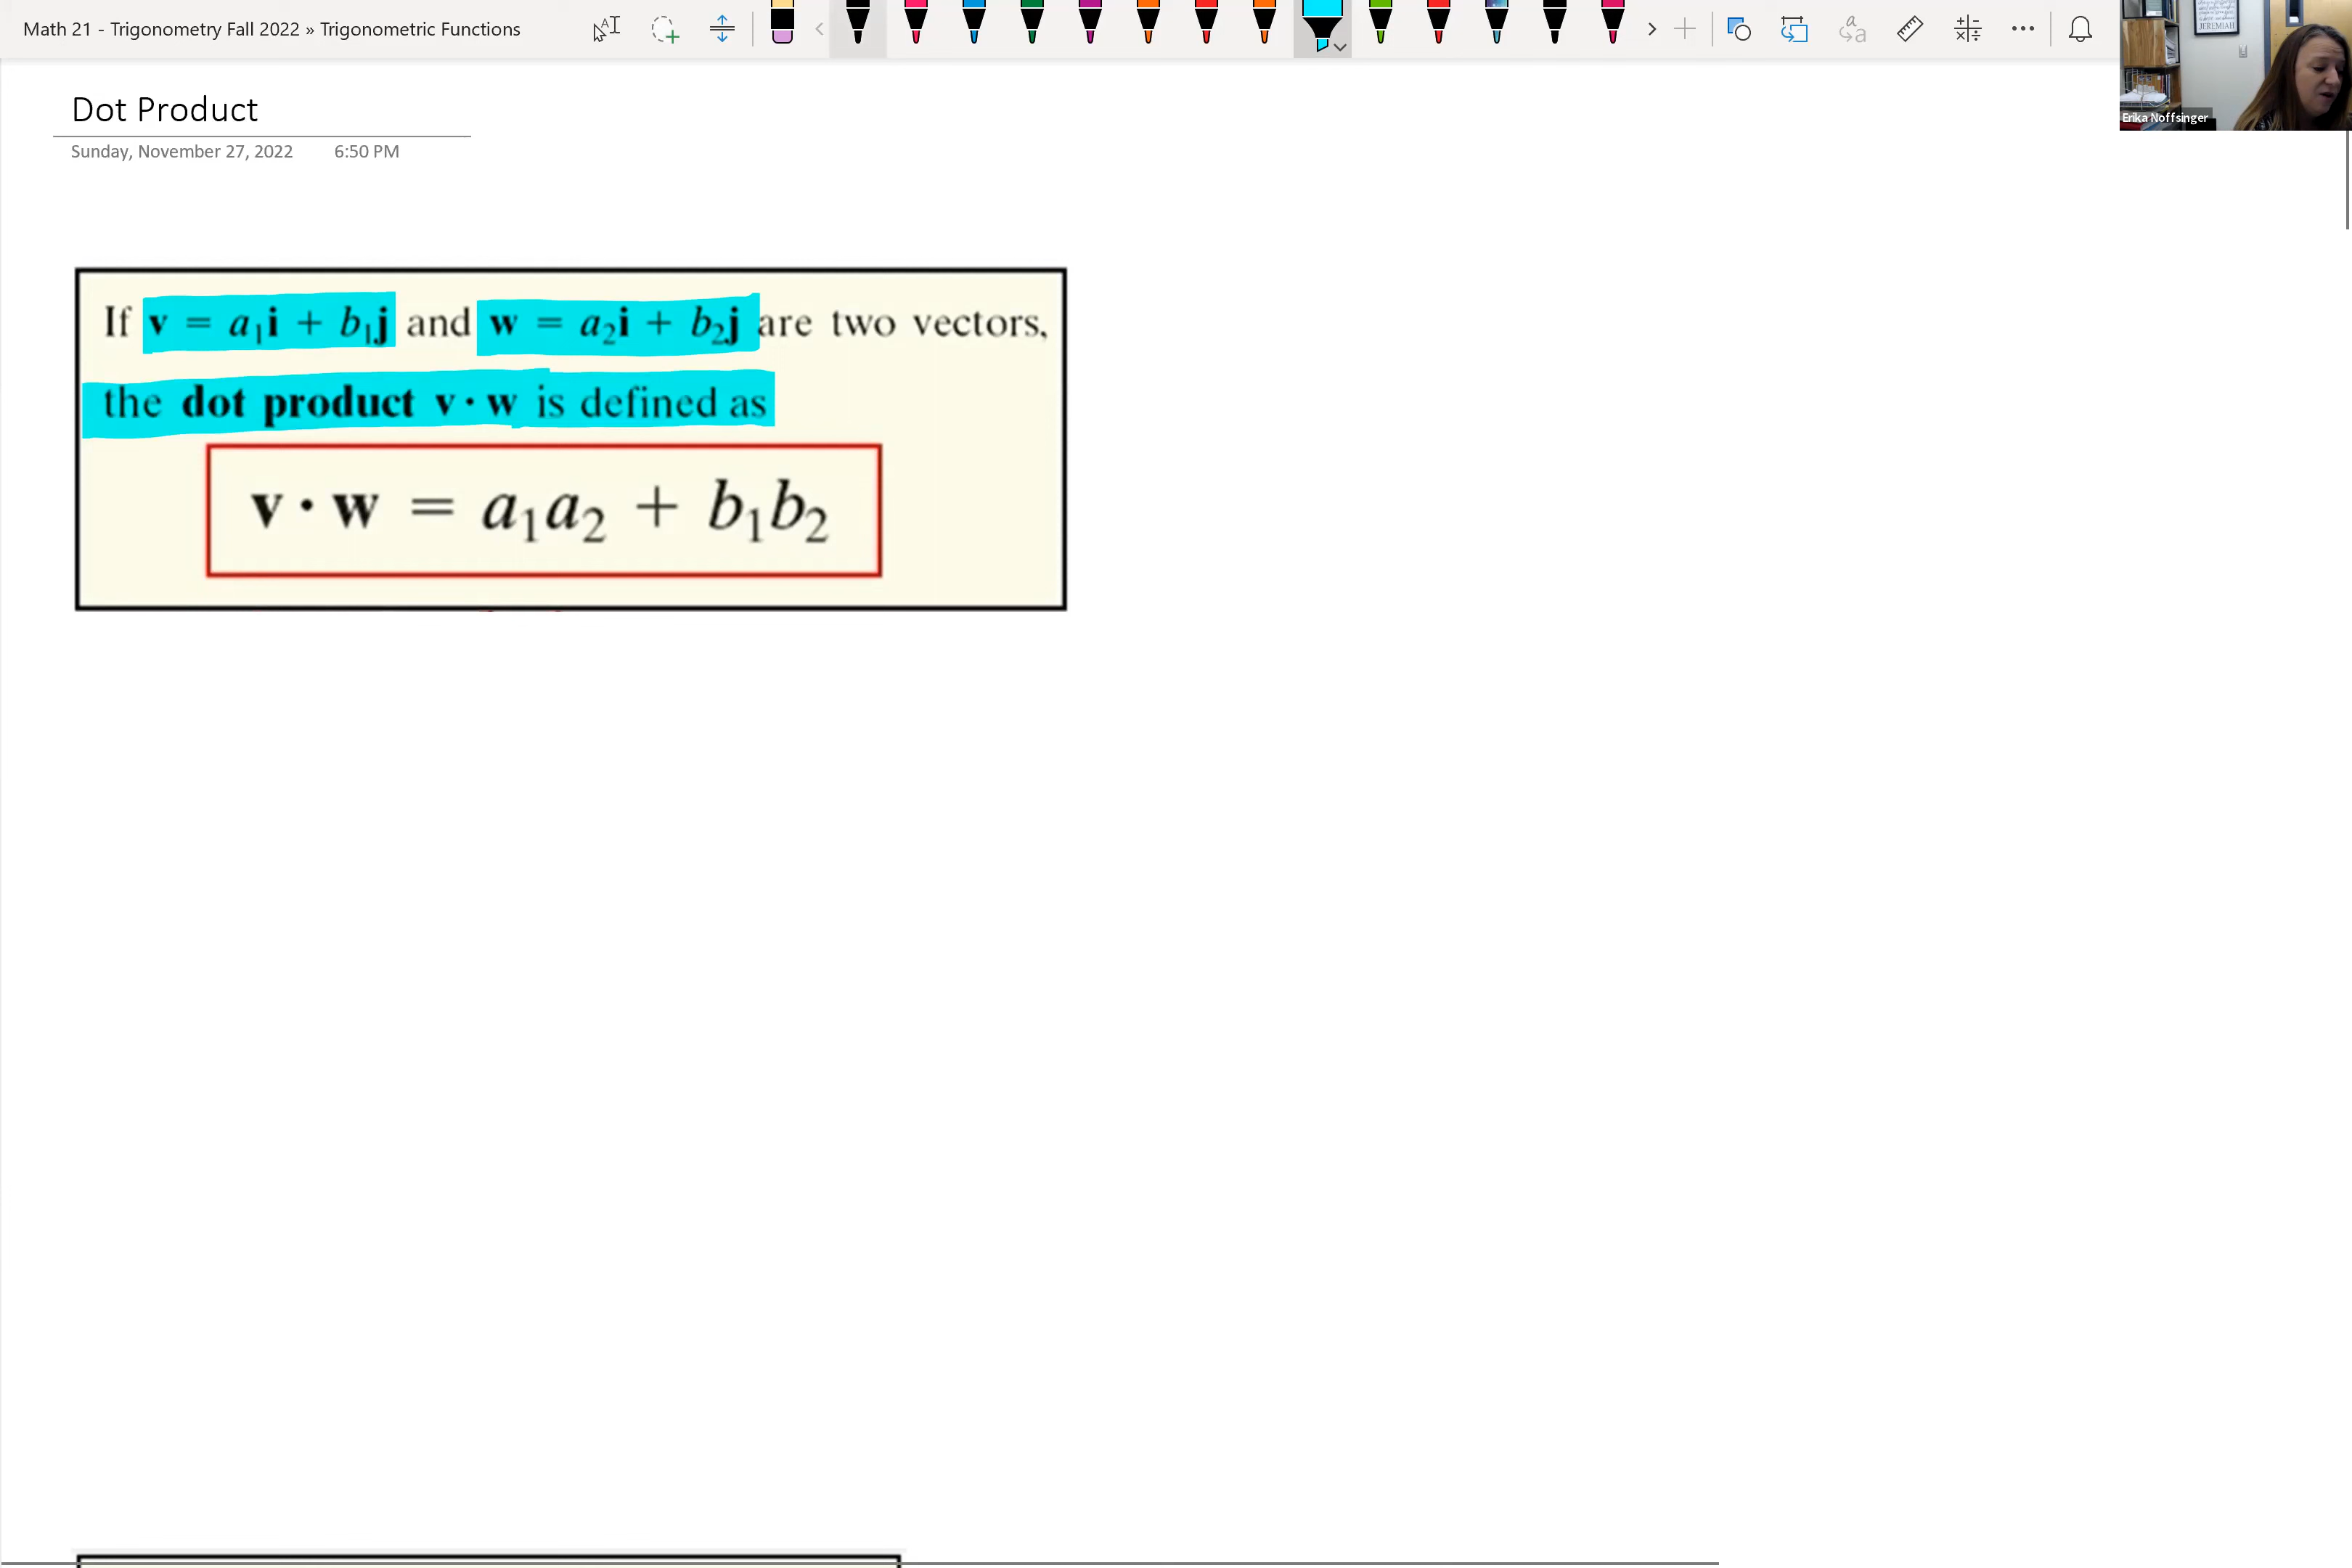 Math 21 - Trigonometry Fall 2022 » Trigonometric Functions
JEREMIAH
Erika Noffsinger
Dot Product
Sunday, November 27, 2022 6:50 PM
If v = a₁i + b₁j and w = a₂i + b₂j are two vectors,
the dot product v · w is defined as
v · w = a₁a₂ + b₁b₂